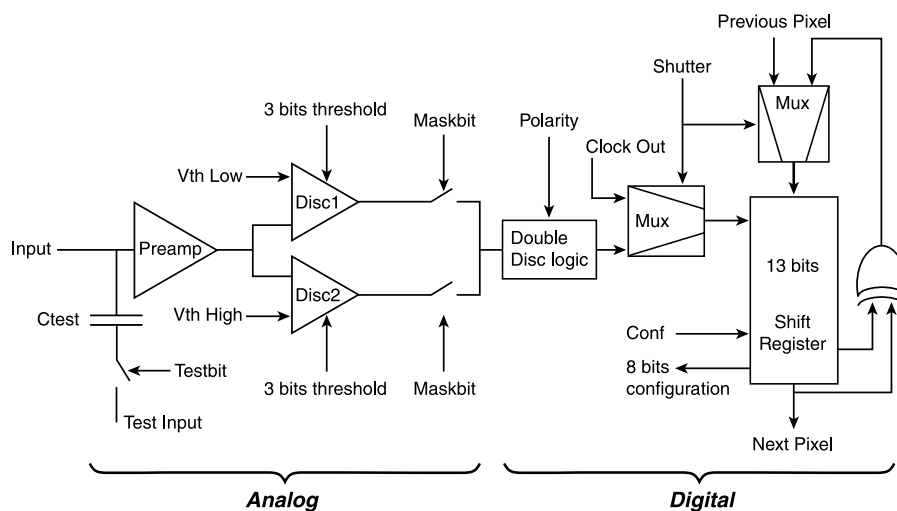 Previous Pixel
Shutter
Mux
3 bits threshold
Maskbit
Polarity
Clock Out
Vth Low
Disc1
Mux
Input
Preamp
Double
Disc logic
13 bits
Disc2
Ctest
Vth High
Conf
Shift
Register
Testbit
3 bits threshold
Maskbit
8 bits
configuration
Test Input
Next Pixel
Analog
Digital